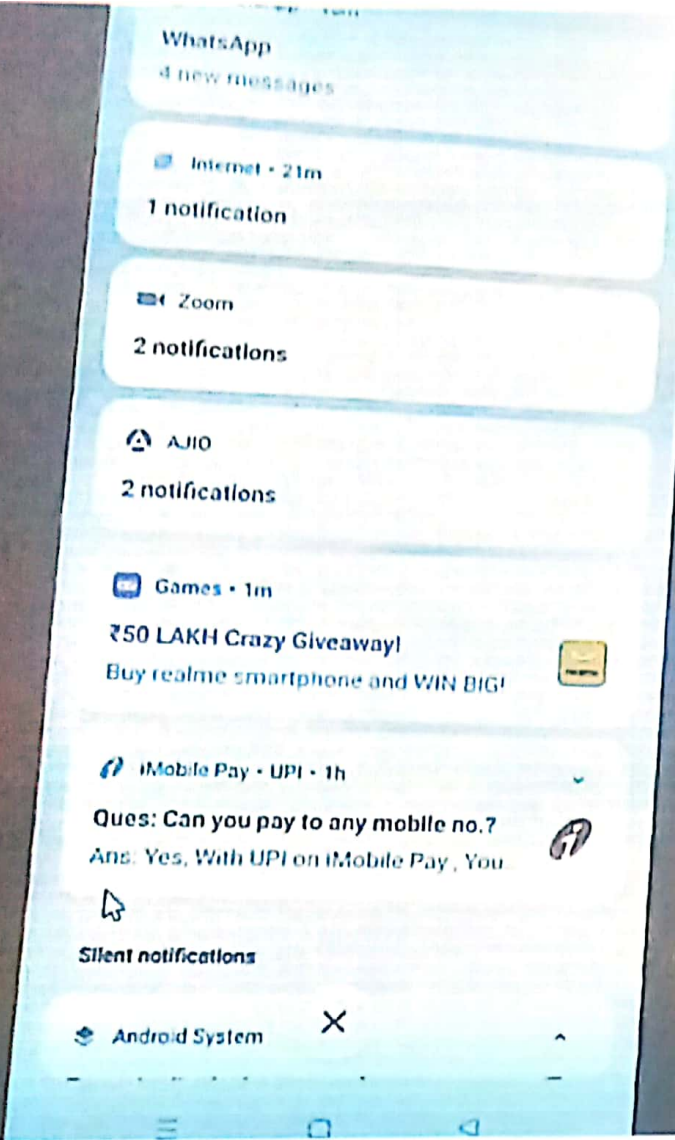 WhatsApp
4 new messages
Internet • 21m
1 notification
Zoom
2 notifications
AJIO
2 notifications
Games • 1m
₹50 LAKH Crazy Giveaway!
Buy realme smartphone and WIN BIG!
iMobile Pay • UPI • 1h
Ques: Can you pay to any mobile no.?
Ans: Yes, With UPI on iMobile Pay, You
Silent notifications
Android System